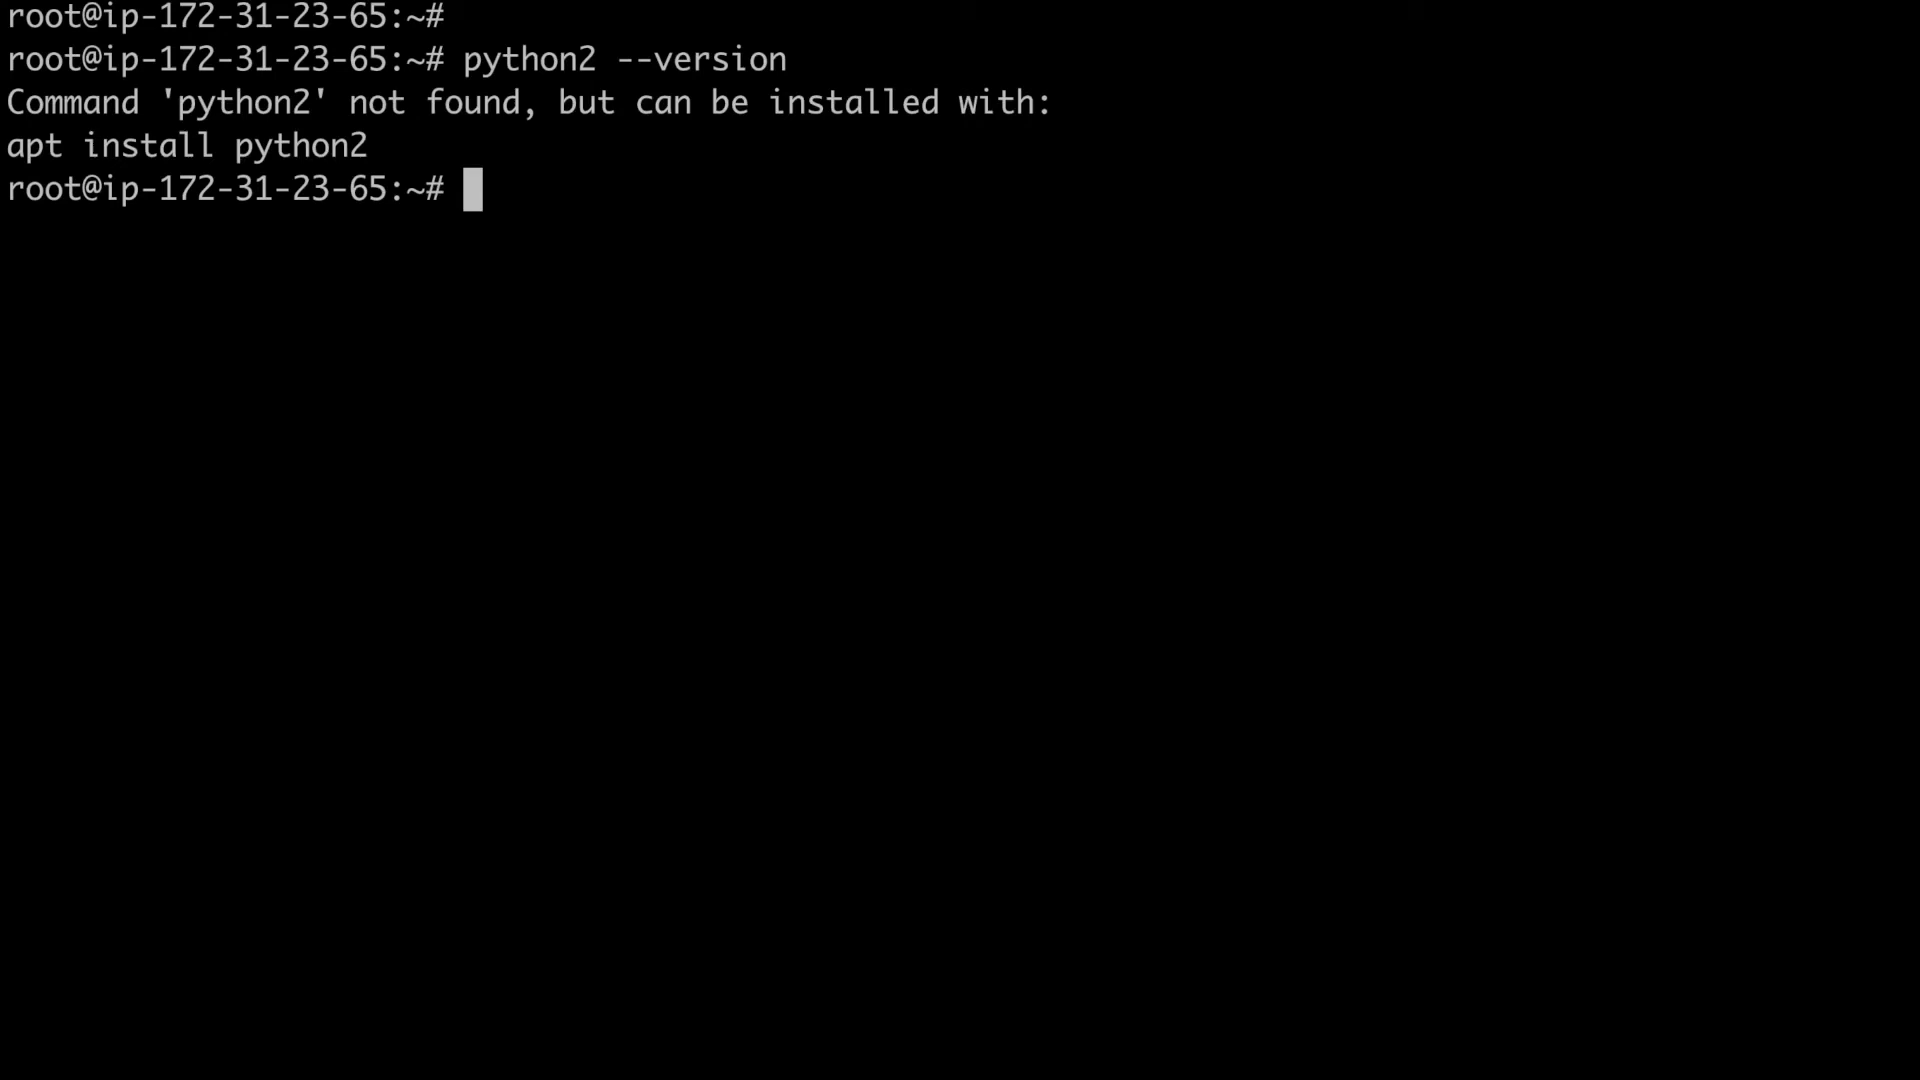 root@ip-172-31-23-65:~#
root@ip-172-31-23-65:~# python2 --version
Command 'python2' not found, but can be installed with:
apt install python2
root@ip-172-31-23-65:~#